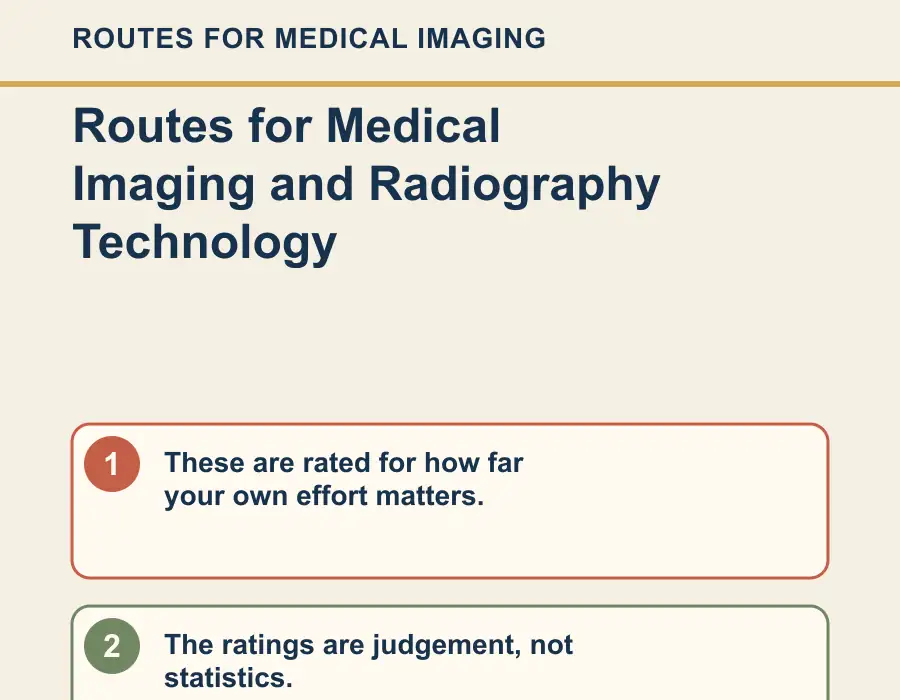 ROUTES FOR MEDICAL IMAGING
Routes for Medical
Imaging and Radiography
Technology
1
These are rated for how far
your own effort matters.
2
The ratings are judgement, not
statistics.